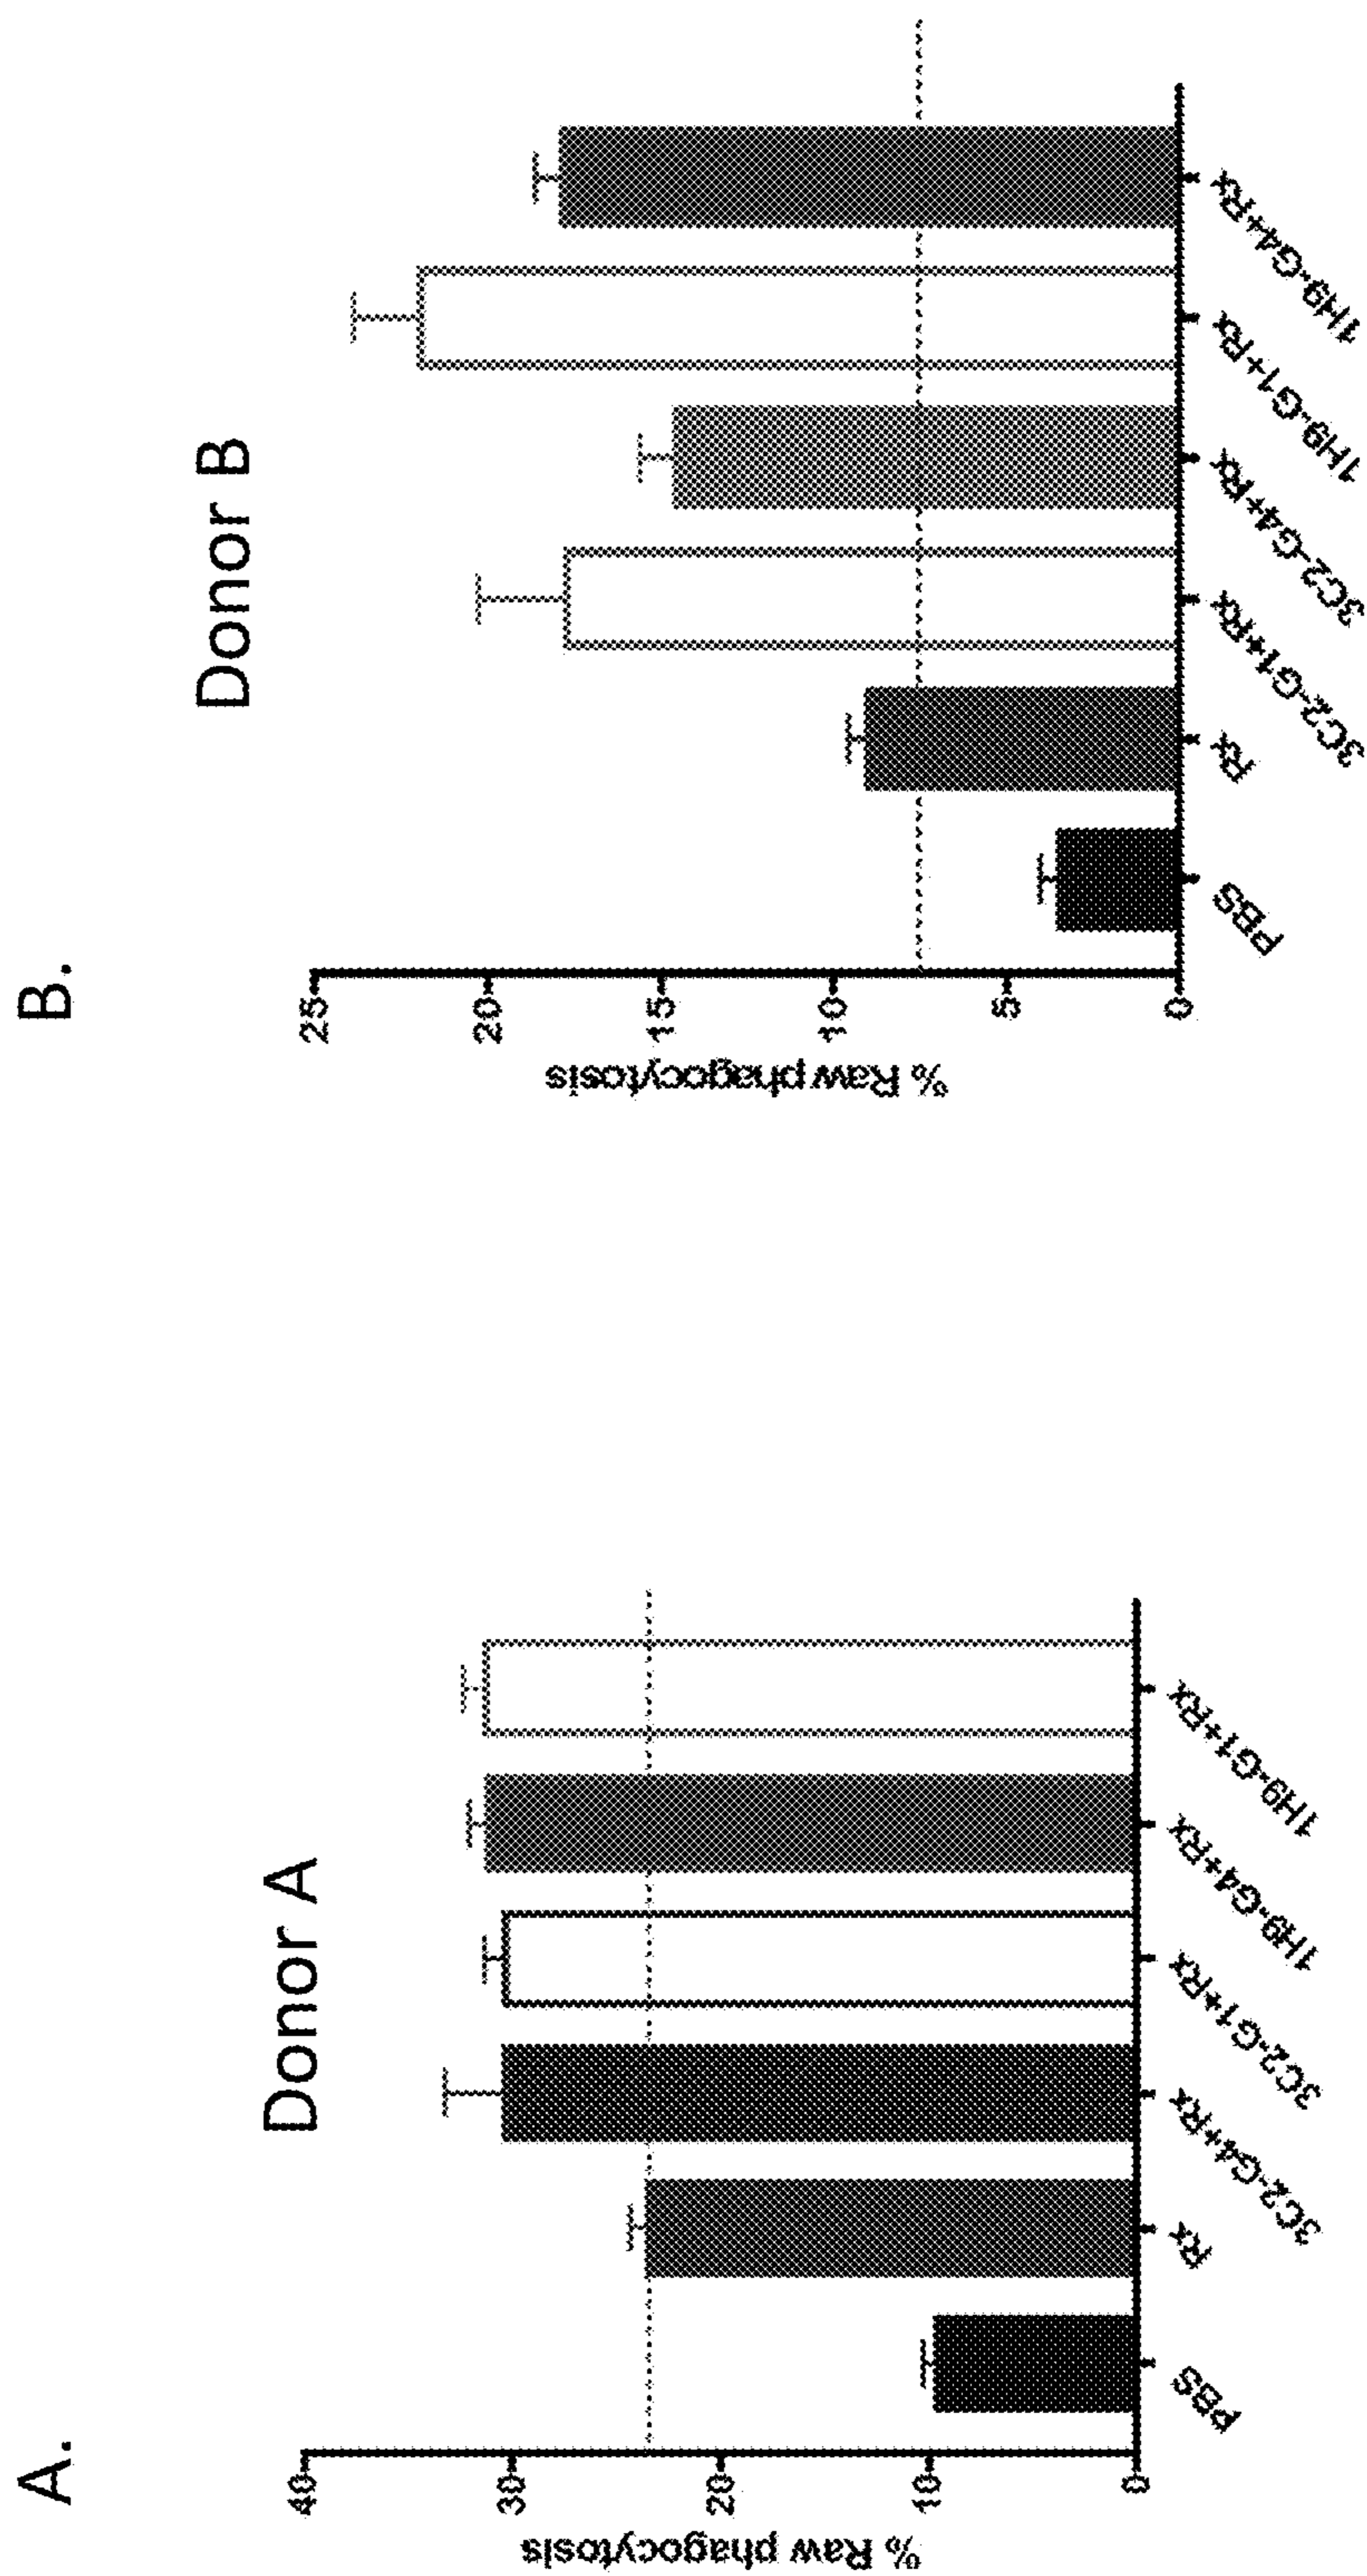 A.
Donor A
% Raw phagocytosis
40
30
20
10
0
PBS
Rx
3C2-G4+Rx
3C2-G1+Rx
1H9-G4+Rx
1H9-G1+Rx
B.
Donor B
% Raw phagocytosis
25
20
15
10
5
0
PBS
Rx
3C2-G1+Rx
3C2-G4+Rx
1H9-G1+Rx
1H9-G4+Rx